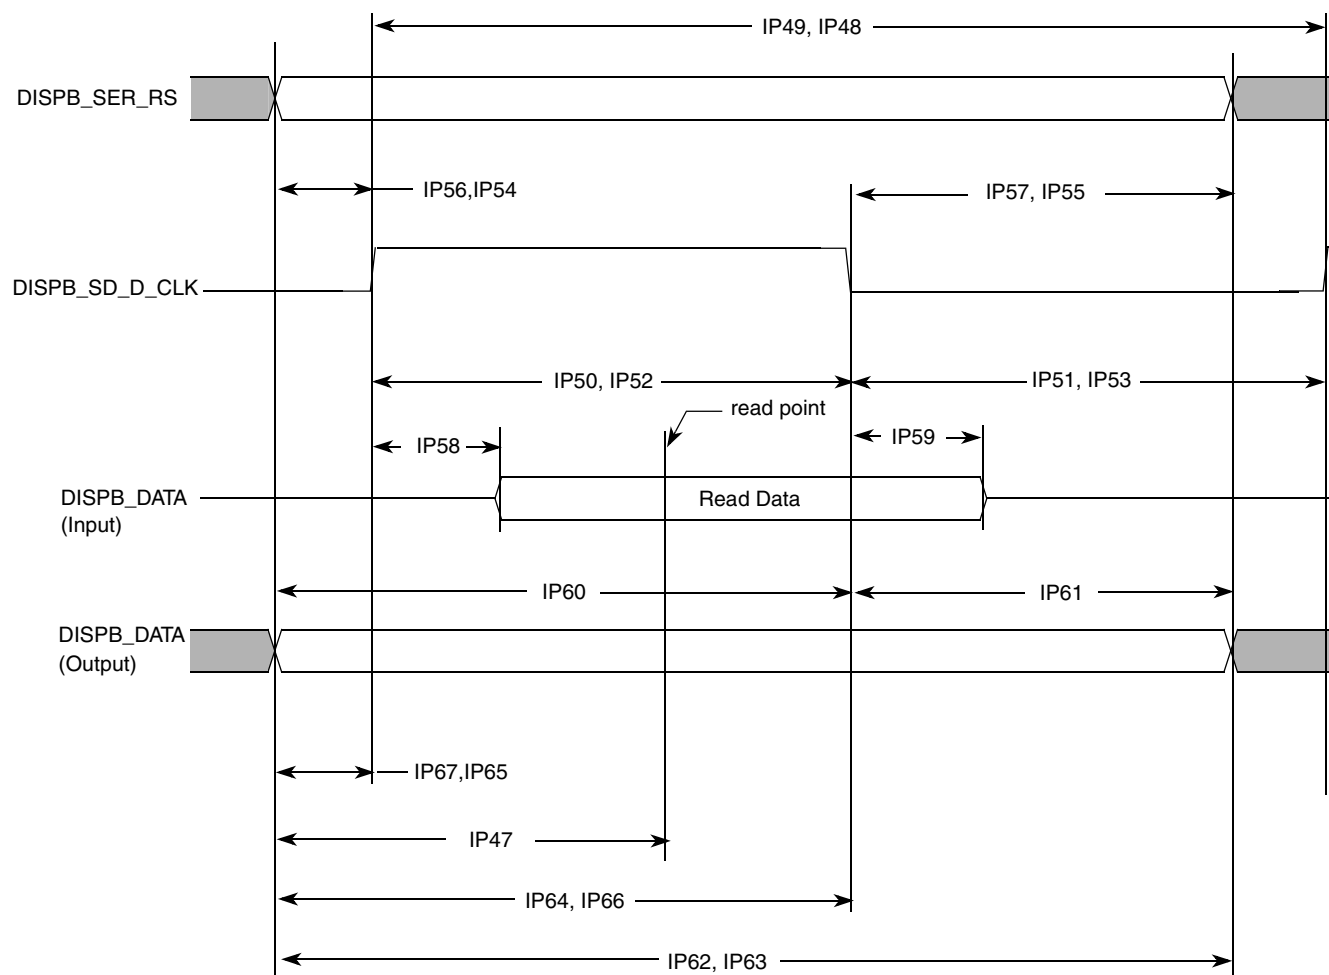 IP49, IP48
DISPB_SER_RS
IP56,IP54
IP57, IP55
DISPB_SD_D_CLK
IP50, IP52
IP51, IP53
read point
IP58
IP59
DISPB_DATA
(Input)
Read Data
IP60
IP61
DISPB_DATA
(Output)
IP67,IP65
IP47
IP64, IP66
IP62, IP63